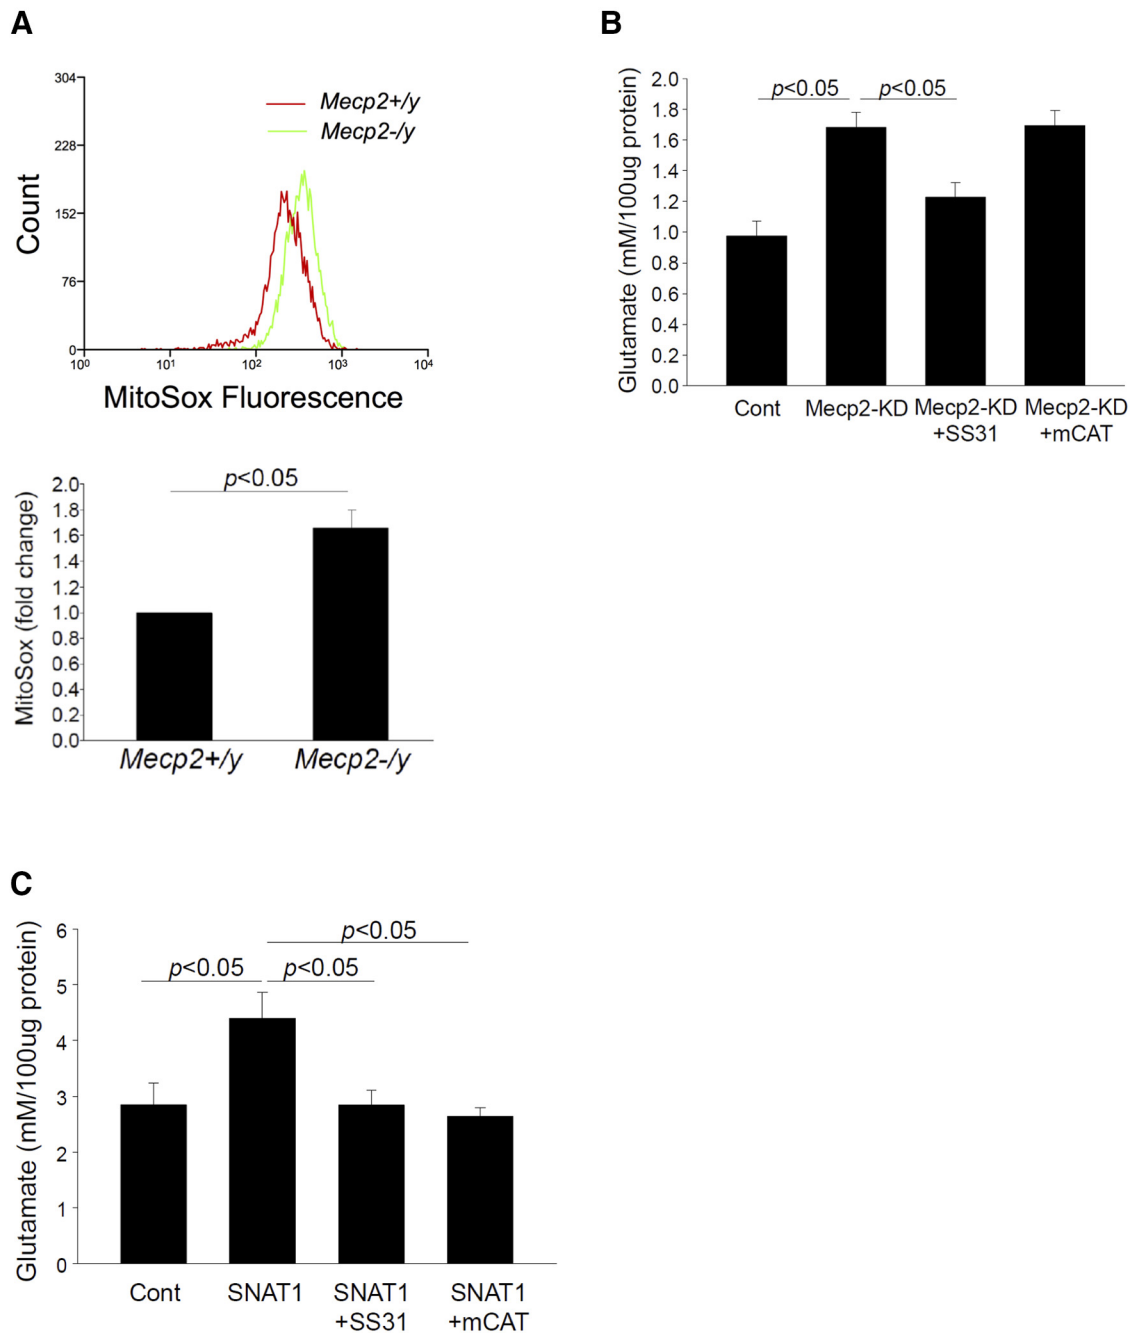 A
304
228
152
76
0
Count
Mecp2+/y
Mecp2-/y
10⁰ 10¹ 10² 10³ 10⁴
MitoSox Fluorescence
MitoSox (fold change)
2.0
1.8
1.6
1.4
1.2
1.0
0.8
0.6
0.4
0.2
0.0
p<0.05
Mecp2+/y Mecp2-/y
B
Glutamate (mM/100ug protein)
2.0
1.8
1.6
1.4
1.2
1.0
0.8
0.6
0.4
0.2
0.0
p<0.05 p<0.05
Cont Mecp2-KD Mecp2-KD Mecp2-KD
+SS31 +mCAT
C
Glutamate (mM/100ug protein)
6
5
4
3
2
1
0
p<0.05
p<0.05 p<0.05
Cont SNAT1 SNAT1 SNAT1
+SS31 +mCAT